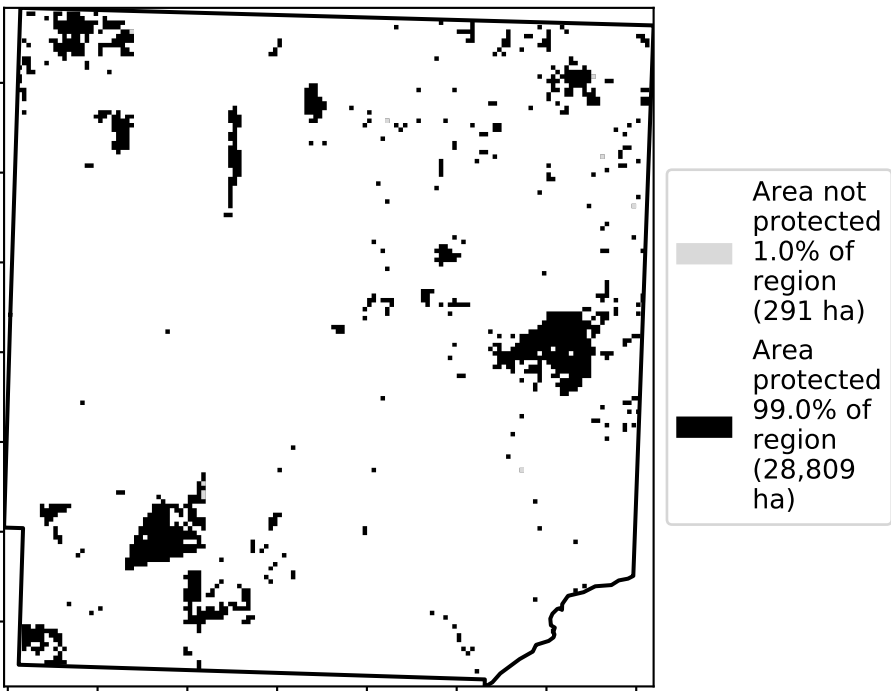 Area not
protected
1.0% of
region
(291 ha)
Area
protected
99.0% of
region
(28,809
ha)